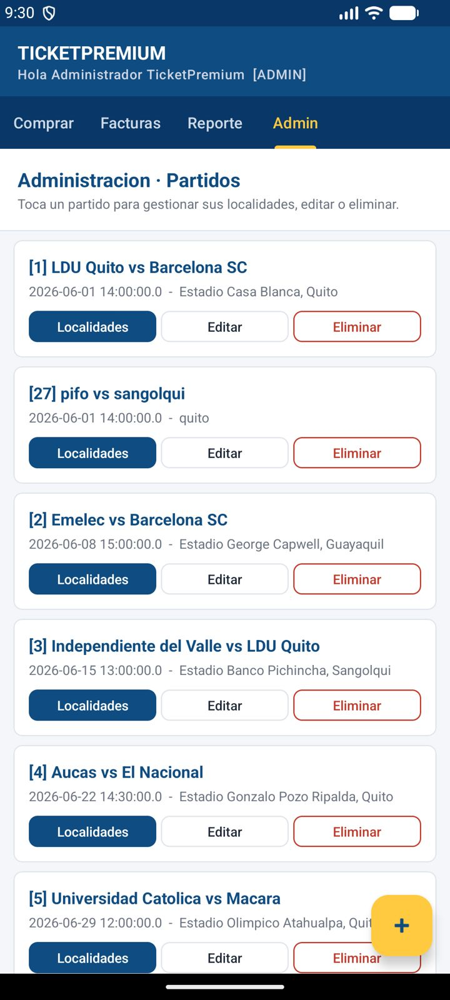 9:30
TICKETPREMIUM
Hola Administrador TicketPremium [ADMIN]
Comprar Facturas Reporte Admin
Administracion · Partidos
Toca un partido para gestionar sus localidades, editar o eliminar.
[1] LDU Quito vs Barcelona SC
2026-06-01 14:00:00.0 - Estadio Casa Blanca, Quito
Localidades Editar Eliminar
[27] pifo vs sangolqui
2026-06-01 14:00:00.0 - quito
Localidades Editar Eliminar
[2] Emelec vs Barcelona SC
2026-06-08 15:00:00.0 - Estadio George Capwell, Guayaquil
Localidades Editar Eliminar
[3] Independiente del Valle vs LDU Quito
2026-06-15 13:00:00.0 - Estadio Banco Pichincha, Sangolqui
Localidades Editar Eliminar
[4] Aucas vs El Nacional
2026-06-22 14:30:00.0 - Estadio Gonzalo Pozo Ripalda, Quito
Localidades Editar Eliminar
[5] Universidad Catolica vs Macara
2026-06-29 12:00:00.0 - Estadio Olimpico Atahualpa, Quit
+
Localidades Editar Eliminar